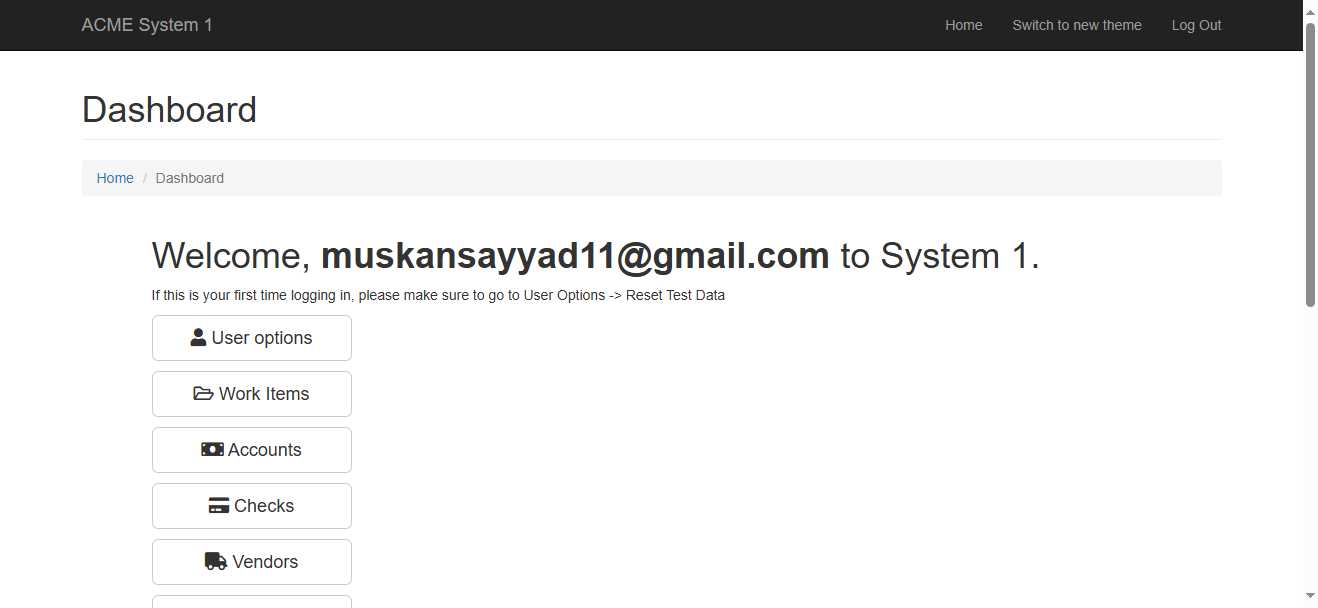 ACME System 1
Home
Switch to new theme
Log Out
Dashboard
Home / Dashboard
Welcome, muskansayyad11@gmail.com to System 1.
If this is your first time logging in, please make sure to go to User Options -> Reset Test Data
User options
Work Items
Accounts
Checks
Vendors